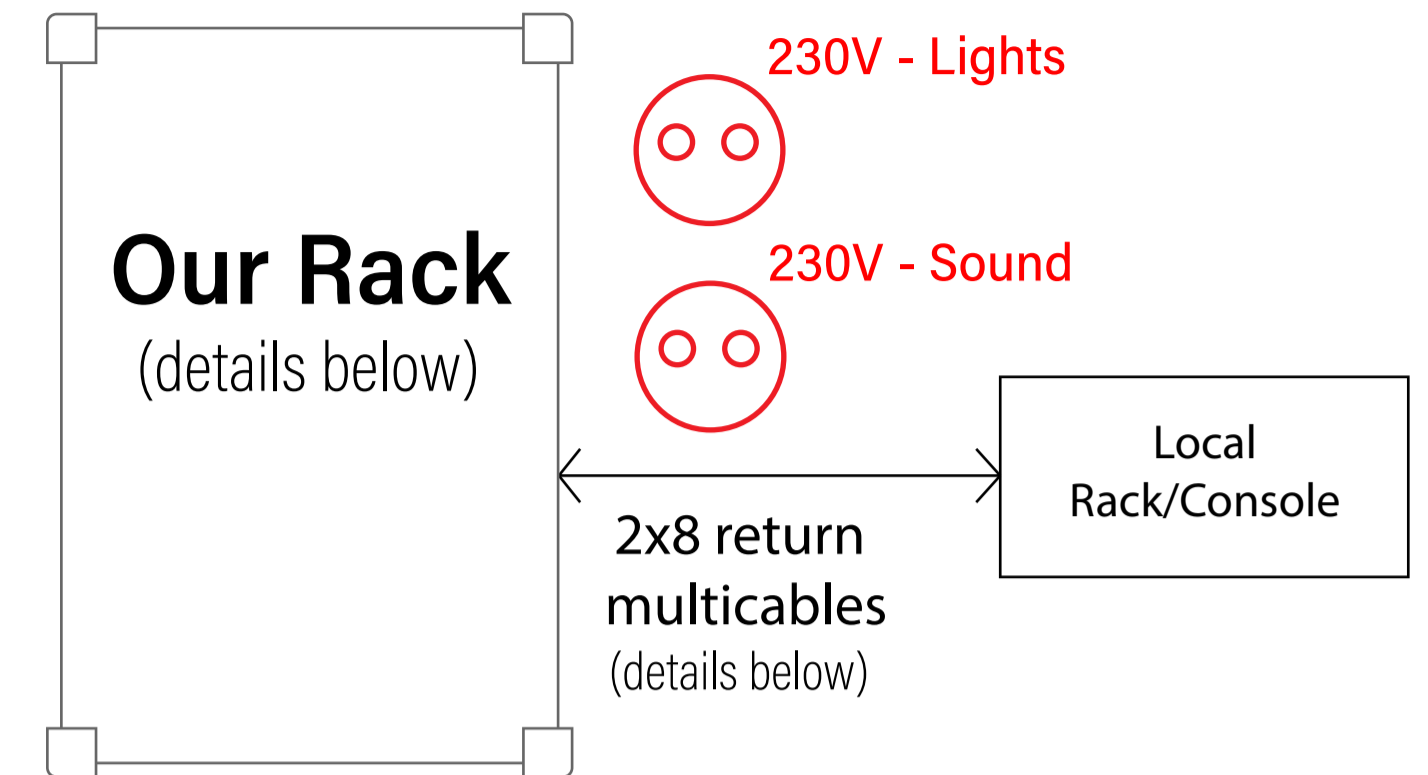 230V - Lights
Our Rack
(details below)
230V - Sound
Local
Rack/Console
2x8 return
multicables
(details below)